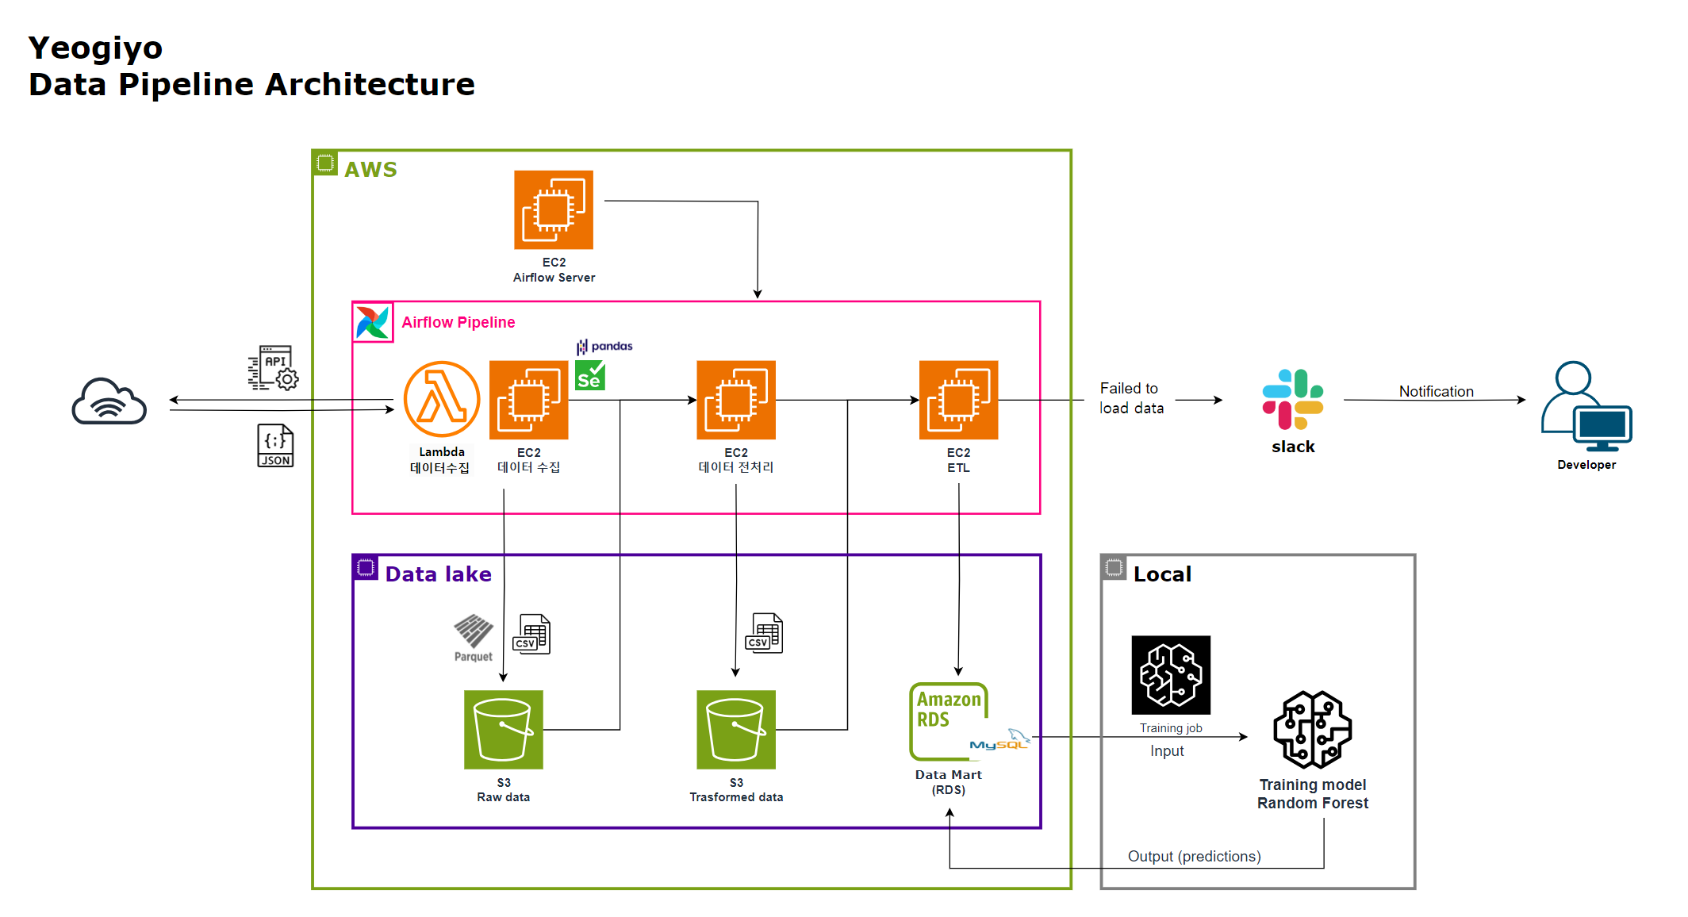 Yeogiyo
Data Pipeline Architecture
AWS
EC2
Airflow Server
Airflow Pipeline
pandas
Se
API
{;}
JSON
Lambda
데이터수집
EC2
데이터 수집
EC2
데이터 전처리
EC2
ETL
Failed to
load data
slack
Notification
Developer
Data lake
Parquet
CSV
CSV
S3
Raw data
S3
Trasformed data
Amazon
RDS
MySQL
Data Mart
(RDS)
Local
Training job
Input
Training model
Random Forest
Output (predictions)